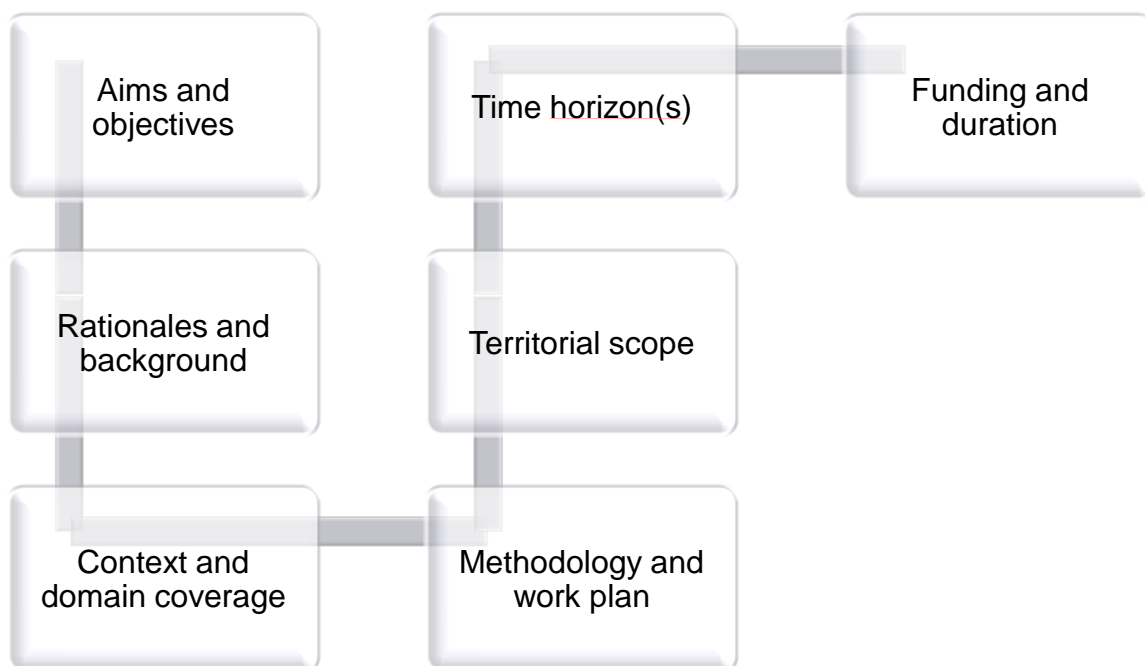 Aims and
objectives
Rationales and
background
Context and
domain coverage
Methodology and
work plan
Territorial scope
Time horizon(s)
Funding and
duration